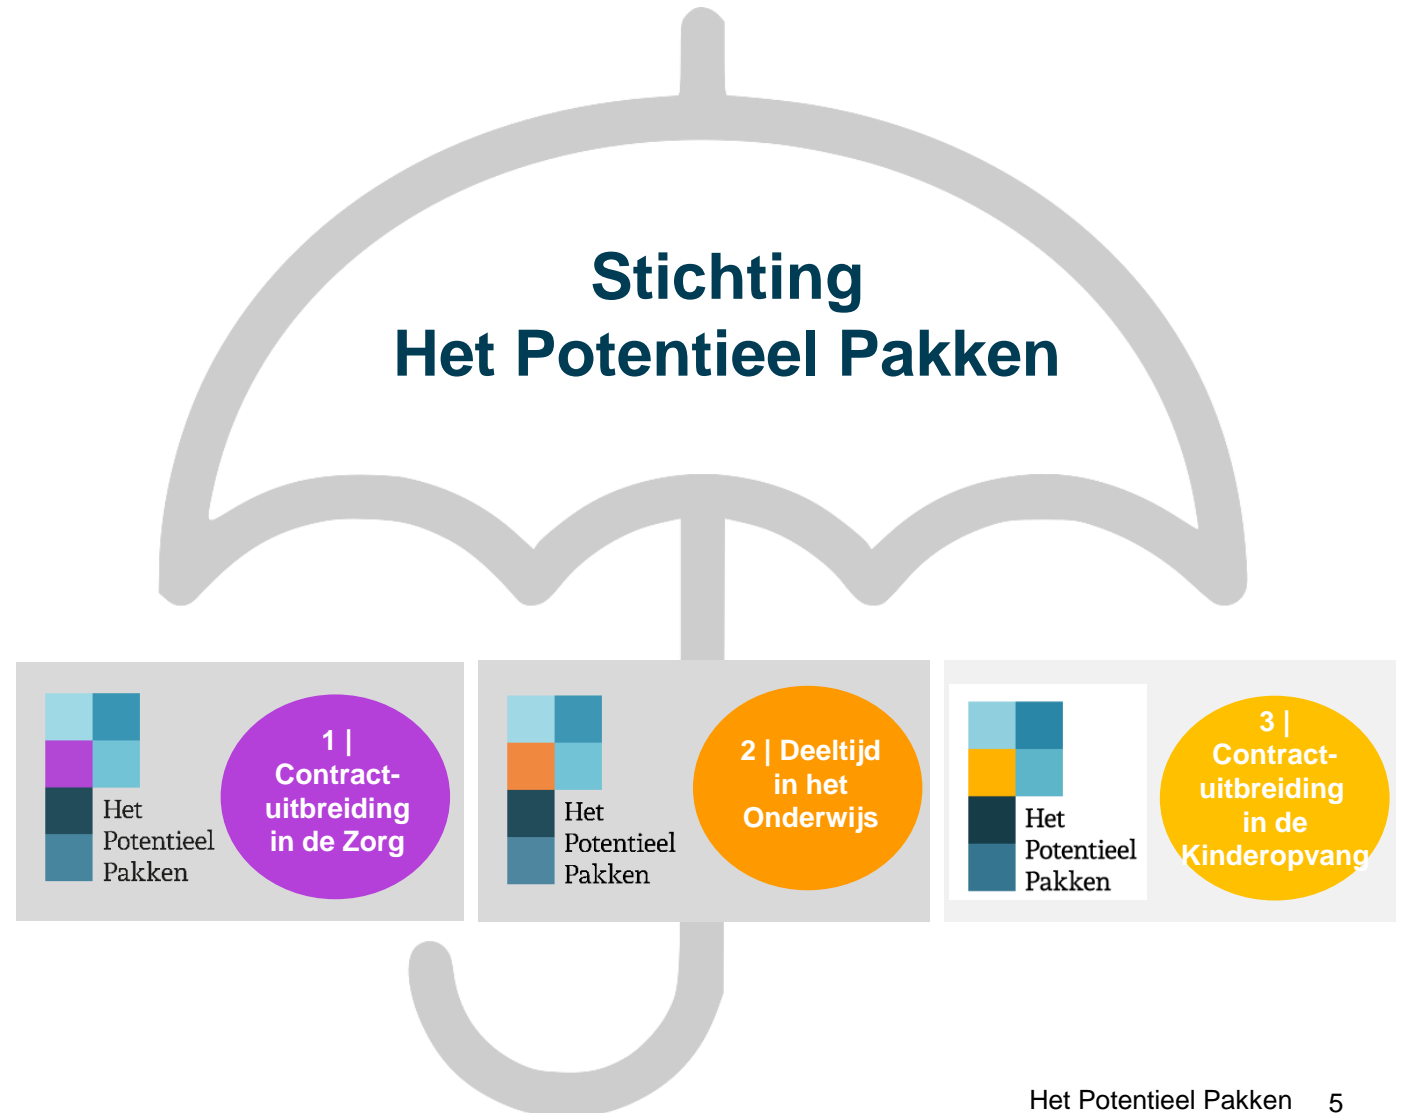 Stichting
Het Potentieel Pakken
Het
Potentieel
Pakken
1 |
Contract-
uitbreiding
in de Zorg
Het
Potentieel
Pakken
2 | Deeltijd
in het
Onderwijs
Het
Potentieel
Pakken
3 |
Contract-
uitbreiding
in de
Kinderopvang
Het Potentieel Pakken 5